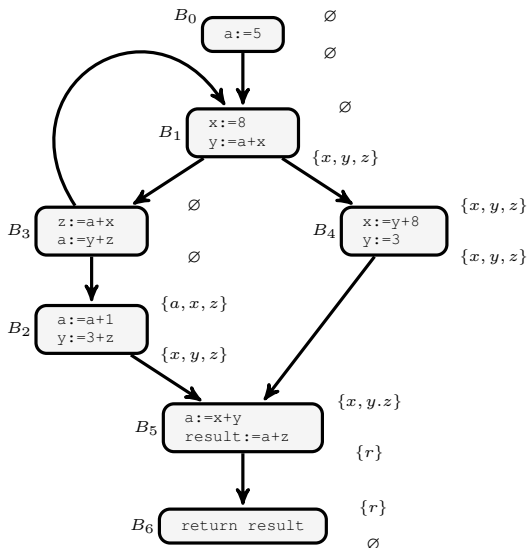 B0
a:=5
∅
∅
∅
B1
x:=8
y:=a+x
{x, y, z}
B3
z:=a+x
a:=y+z
∅
∅
B4
x:=y+8
y:=3
{x, y, z}
{x, y, z}
B2
a:=a+1
y:=3+z
{a, x, z}
{x, y, z}
B5
a:=x+y
result:=a+z
{x, y.z}
{r}
B6
return result
{r}
∅